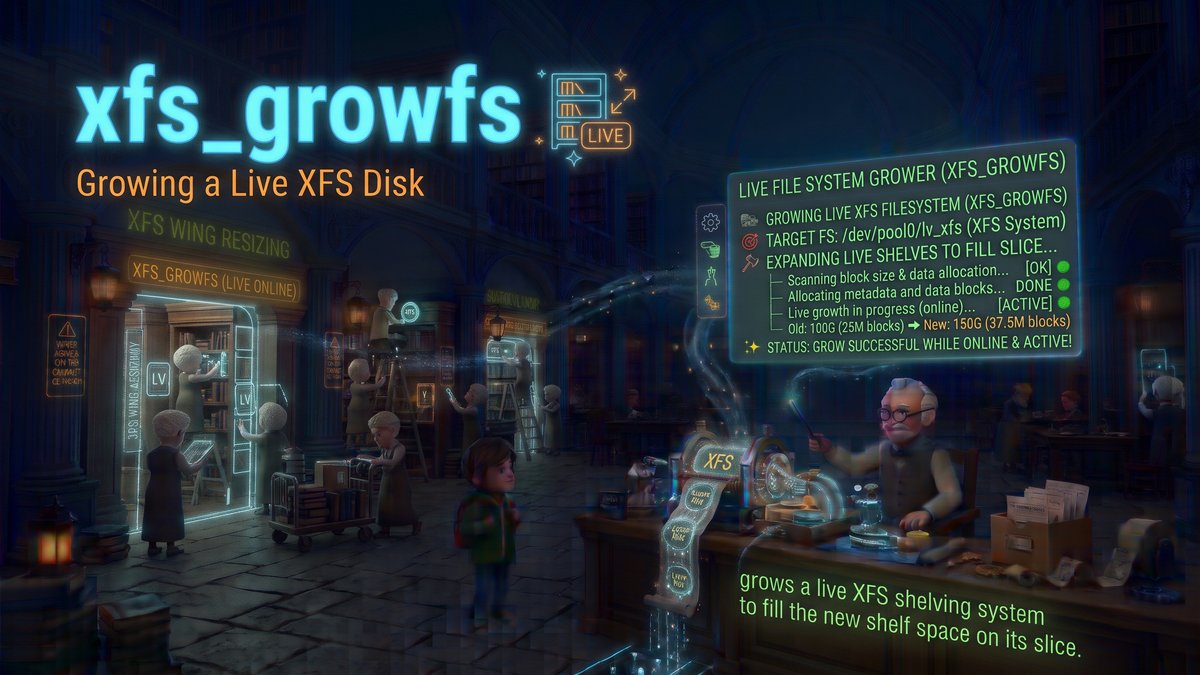 xfs_growfs
LIVE
Growing a Live XFS Disk
XFS WING RESIZING
XFS_GROWFS (LIVE ONLINE)
LV
LV
LIVE FILE SYSTEM GROWER (XFS_GROWFS)
GROWING LIVE XFS FILESYSTEM (XFS_GROWFS)
TARGET FS: /dev/pool0/lv_xfs (XFS System)
EXPANDING LIVE SHELVES TO FILL SLICE...
Scanning block size & data allocation... [OK]
Allocating metadata and data blocks... DONE
Live growth in progress (online)... [ACTIVE]
Old: 100G (25M blocks) ➡ New: 150G (37.5M blocks)
STATUS: GROW SUCCESSFUL WHILE ONLINE & ACTIVE!
XFS
grows a live XFS shelving system
to fill the new shelf space on its slice.